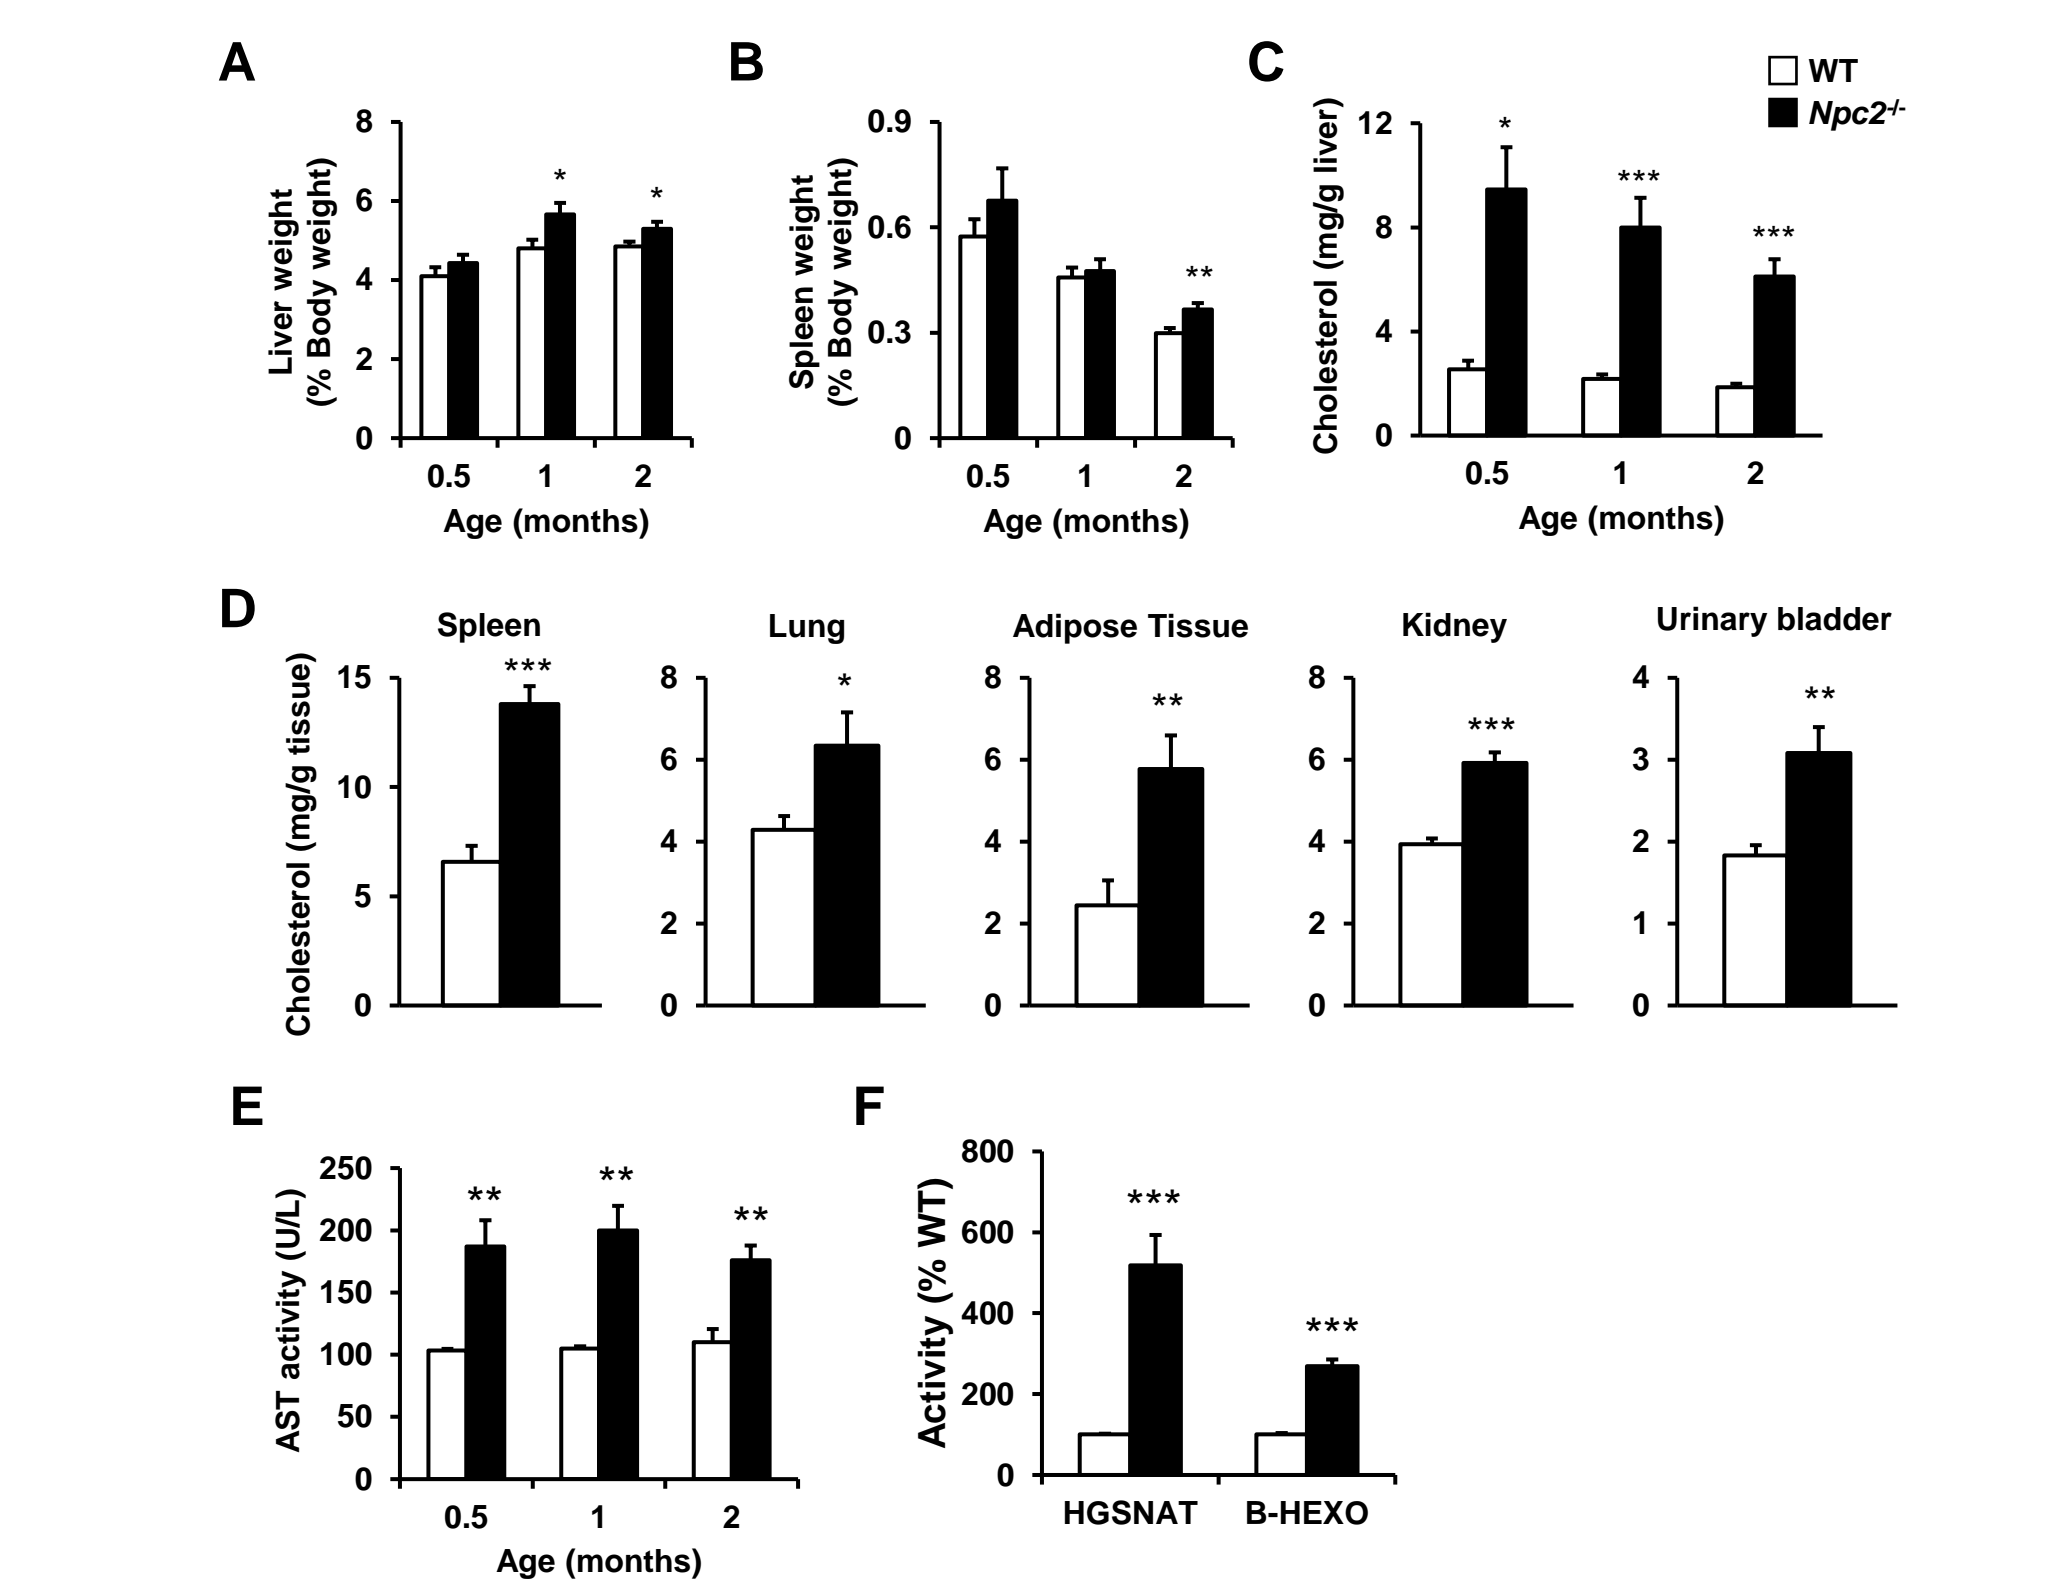 A
B
C
WT
Npc2-/-
Liver weight
(% Body weight)
8
6
4
2
0
*
*
0.5 1 2
Age (months)
Spleen weight
(% Body weight)
0.9
0.6
0.3
0
**
0.5 1 2
Age (months)
Cholesterol (mg/g liver)
12
8
4
0
*
***
***
0.5 1 2
Age (months)
D
Cholesterol (mg/g tissue)
Spleen
15
10
5
0
***
Lung
8
6
4
2
0
*
Adipose Tissue
8
6
4
2
0
**
Kidney
8
6
4
2
0
***
Urinary bladder
4
3
2
1
0
**
E
AST activity (U/L)
250
200
150
100
50
0
**
**
**
0.5 1 2
Age (months)
F
Activity (% WT)
800
600
400
200
0
***
***
HGSNAT B-HEXO